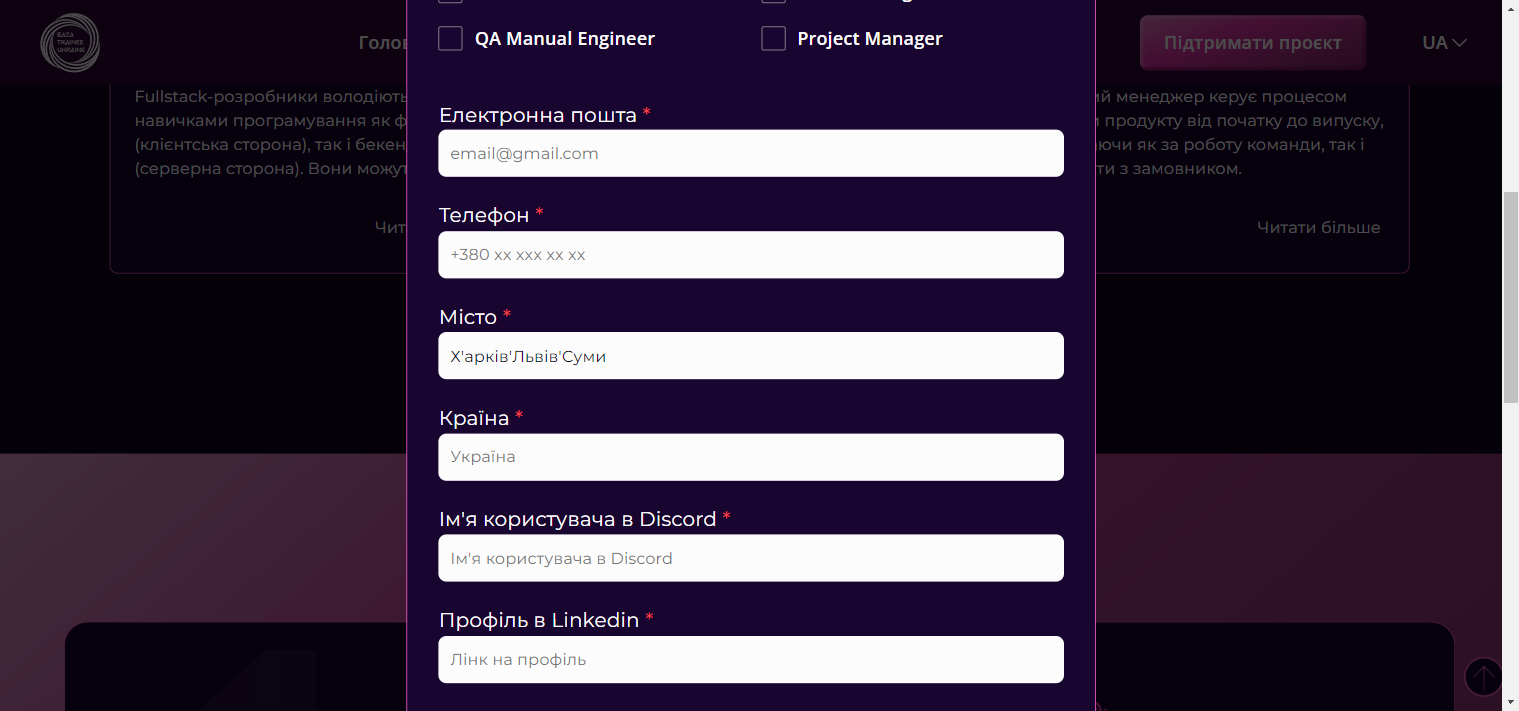 QA Manual Engineer
Project Manager
BAZA
TRAINEE
UKRAINE
Голов
Підтримати проєкт
UA
Fullstack-розробники володіють
навичками програмування як ф
(клієнтська сторона), так і бекен
(серверна сторона). Вони можут
Чит
ий менеджер керує процесом
и продукту від початку до випуску,
ючи як за роботу команди, так і
ти з замовником.
Читати більше
Електронна пошта *
email@gmail.com
Телефон *
+380 xx xxx xx xx
Місто *
Х'арків'Львів'Суми
Країна *
Україна
Ім'я користувача в Discord *
Ім'я користувача в Discord
Профіль в Linkedin *
Лінк на профіль